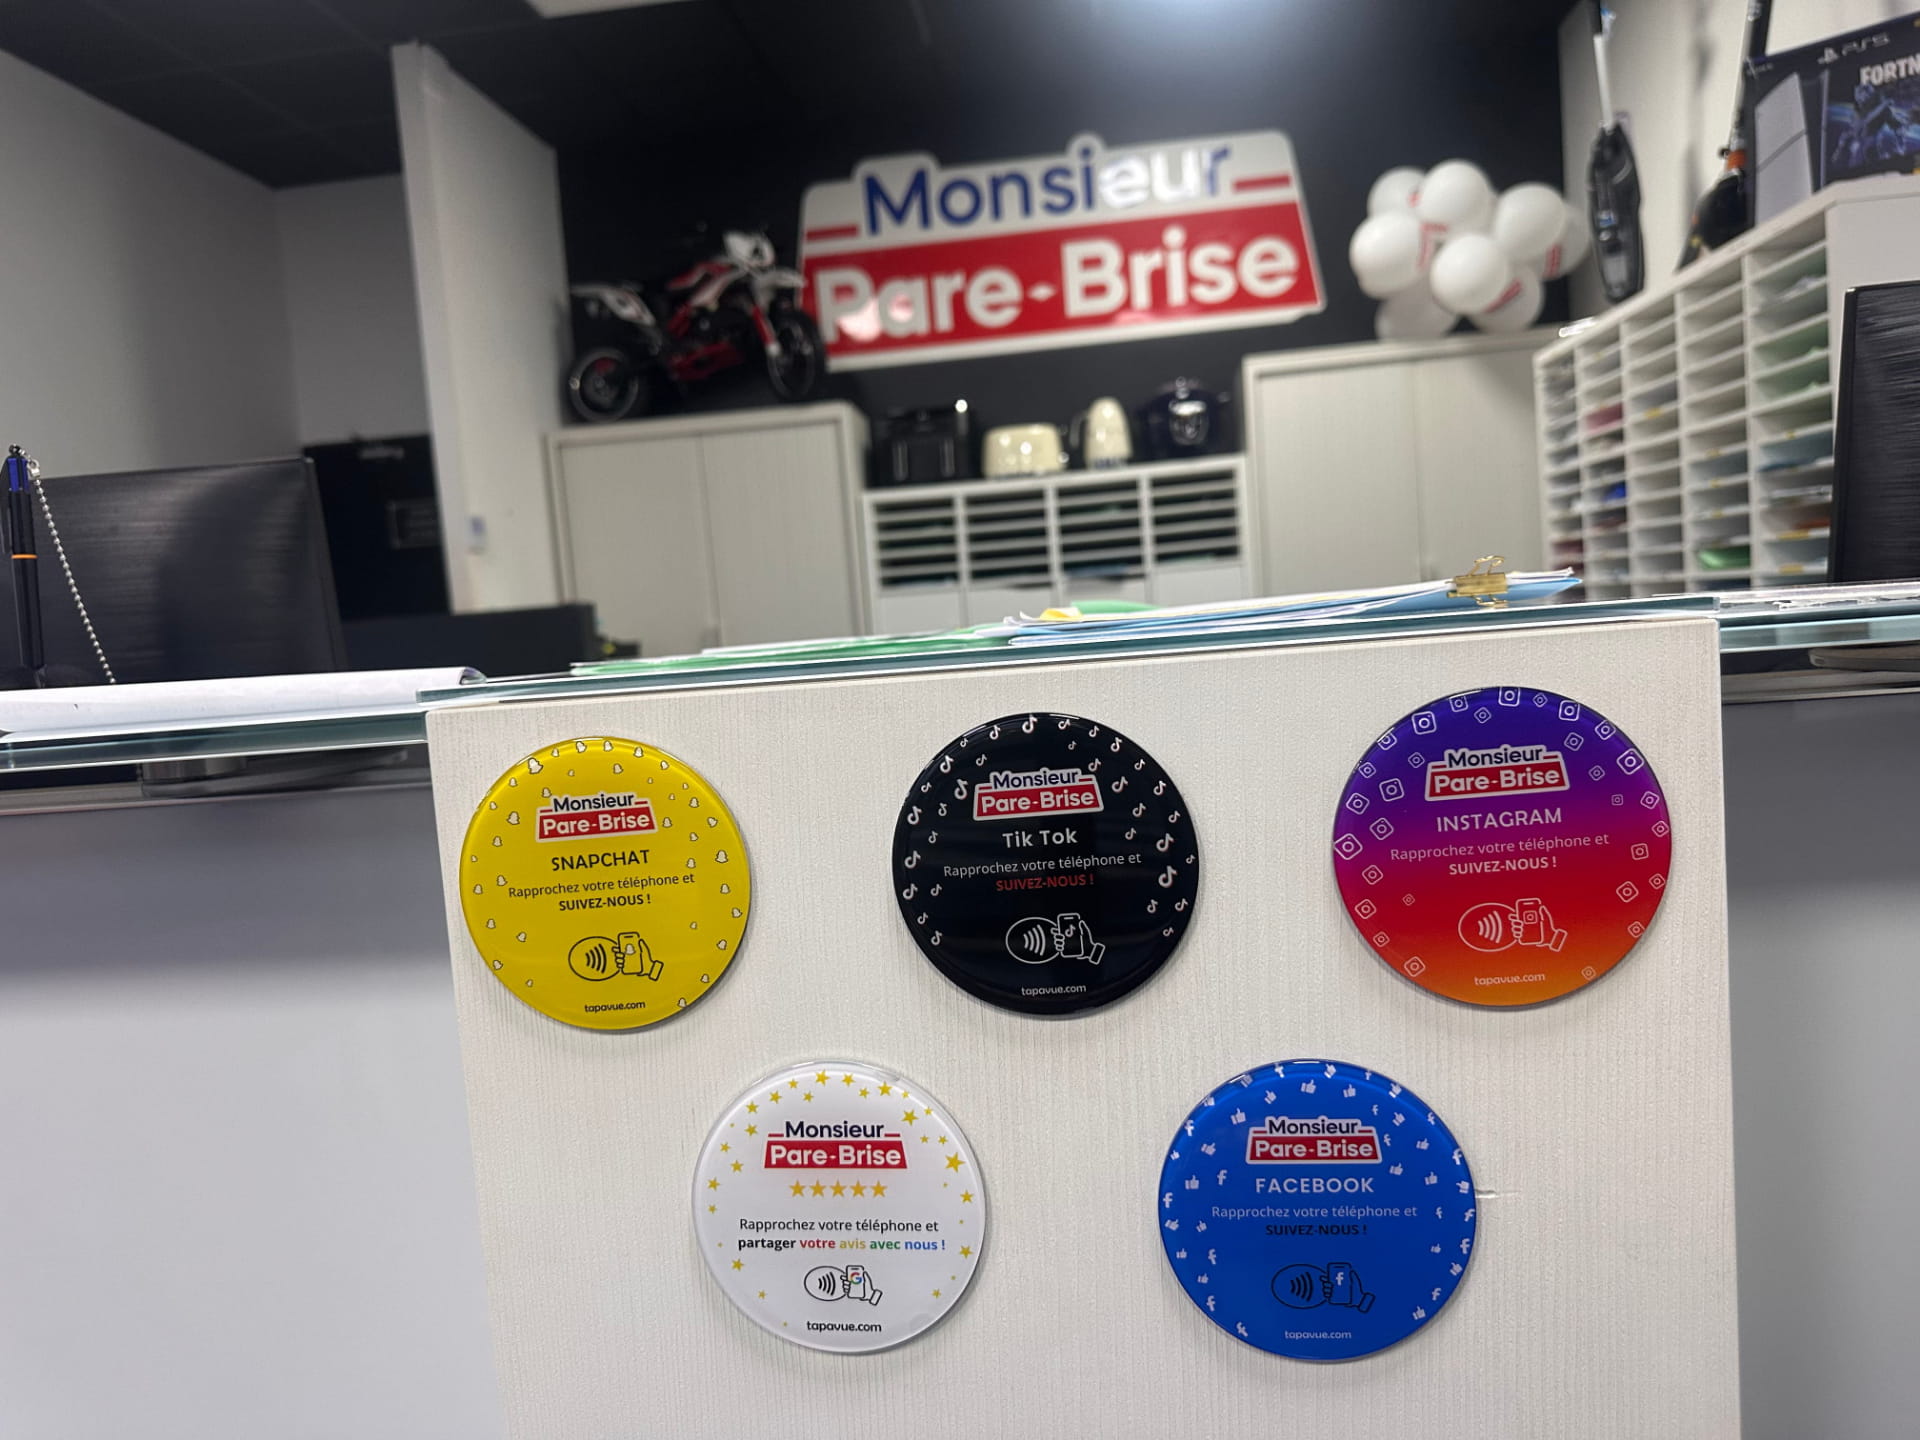 Monsieur
Pare-Brise
PS5
Monsieur
Pare-Brise
SNAPCHAT
Rapprochez votre téléphone et
SUIVEZ-NOUS !
tapavue.com
Monsieur
Pare-Brise
Tik Tok
Rapprochez votre téléphone et
SUIVEZ-NOUS !
tapavue.com
Monsieur
Pare-Brise
INSTAGRAM
Rapprochez votre téléphone et
SUIVEZ-NOUS !
tapavue.com
Monsieur
Pare-Brise
Rapprochez votre téléphone et
partager votre avis avec nous !
G
tapavue.com
Monsieur
Pare-Brise
FACEBOOK
Rapprochez votre téléphone et
SUIVEZ-NOUS !
tapavue.com